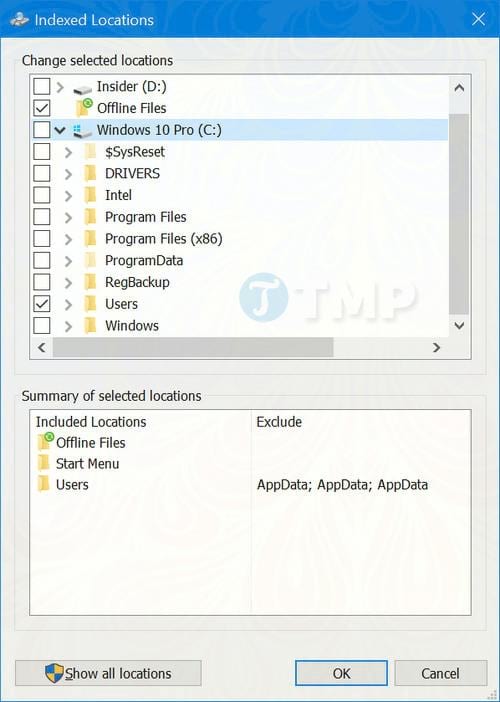 Indexed Locations
Change selected locations
Insider (D:)
Offline Files
Windows 10 Pro (C:)
$SysReset
DRIVERS
Intel
Program Files
Program Files (x86)
ProgramData
RegBackup
Users
Windows
TMP
Summary of selected locations
Included Locations Exclude
Offline Files
Start Menu
Users AppData; AppData; AppData
Show all locations OK Cancel